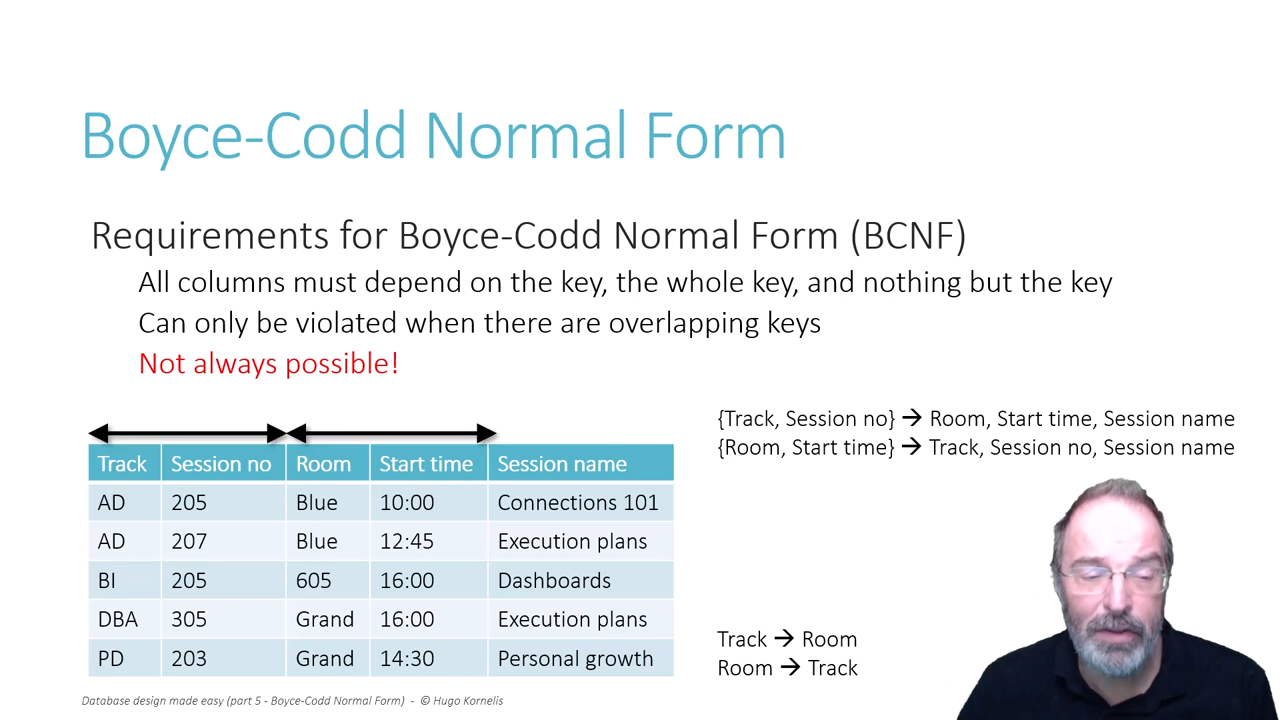 Boyce-Codd Normal Form
Requirements for Boyce-Codd Normal Form (BCNF)
All columns must depend on the key, the whole key, and nothing but the key
Can only be violated when there are overlapping keys
Not always possible!
{Track, Session no} → Room, Start time, Session name
{Room, Start time} → Track, Session no, Session name
Track Session no Room Start time Session name
AD 205 Blue 10:00 Connections 101
AD 207 Blue 12:45 Execution plans
BI 205 605 16:00 Dashboards
DBA 305 Grand 16:00 Execution plans
PD 203 Grand 14:30 Personal growth
Track → Room
Room → Track
Database design made easy (part 5 - Boyce-Codd Normal Form) - © Hugo Kornelis